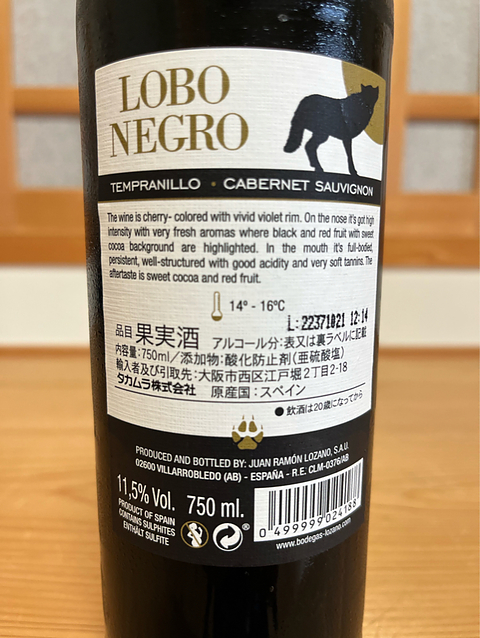 LOBO
NEGRO
TEMPRANILLO • CABERNET SAUVIGNON
The wine is cherry- colored with vivid violet rim. On the nose it's got high
intensity with very fresh aromas where black and red fruit with sweet
cocoa background are highlighted. In the mouth it's full-bodied,
persistent, well-structured with good acidity and very soft tannins. The
aftertaste is sweet cocoa and red fruit.
14º - 16ºC
L:22371021 12:14
品目 果実酒 アルコール分:表又は裏ラベルに記載
内容量:750ml/添加物:酸化防止剤(亜硫酸塩)
輸入者及び引取先:大阪市西区江戸堀2丁目2-18
タカムラ株式会社 原産国:スペイン
●飲酒は20歳になってから
PRODUCED AND BOTTLED BY: JUAN RAMÓN LOZANO, S.A.U.
02600 VILLARROBLEDO (AB) - ESPAÑA - R.E: CLM-0376/AB
11,5% Vol. 750 ml.
PRODUCT OF SPAIN
CONTAINS SULPHITES
ENTHÄLT SULFITE
0 499999 024188
www.bodegas-lozano.com